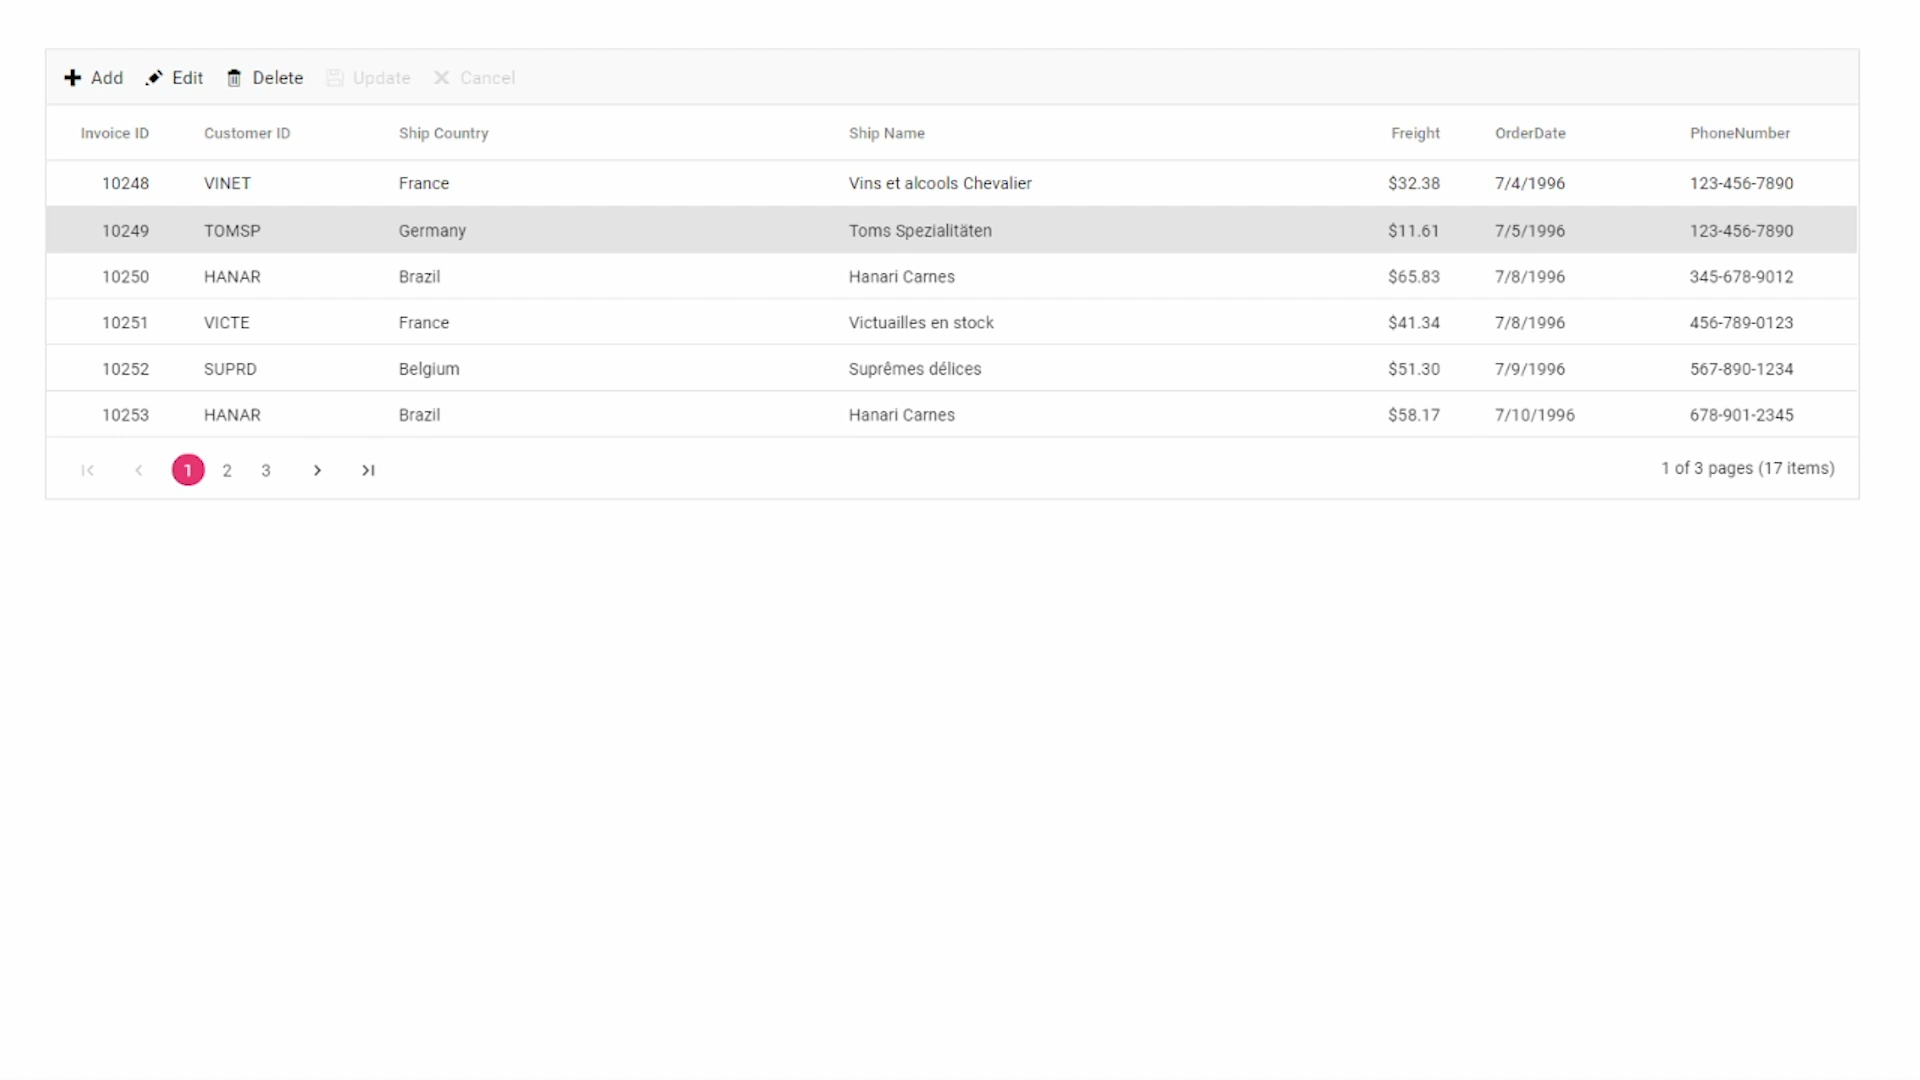 Add Edit Delete Update Cancel
Invoice ID Customer ID Ship Country Ship Name Freight OrderDate PhoneNumber
10248 VINET France Vins et alcools Chevalier $32.38 7/4/1996 123-456-7890
10249 TOMSP Germany Toms Spezialitäten $11.61 7/5/1996 123-456-7890
10250 HANAR Brazil Hanari Carnes $65.83 7/8/1996 345-678-9012
10251 VICTE France Victuailles en stock $41.34 7/8/1996 456-789-0123
10252 SUPRD Belgium Suprêmes délices $51.30 7/9/1996 567-890-1234
10253 HANAR Brazil Hanari Carnes $58.17 7/10/1996 678-901-2345
1 2 3 1 of 3 pages (17 items)